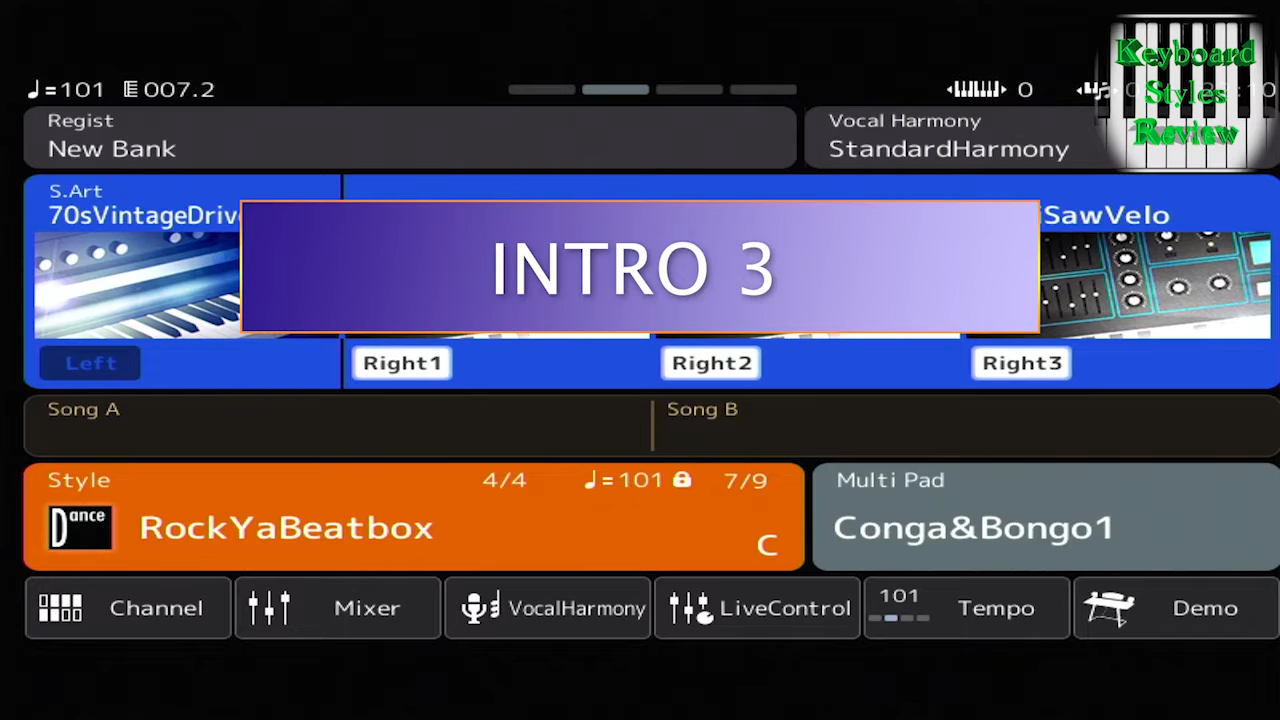 ♩=101 007.2
0
Keyboard
Styles
Review
Regist
New Bank
Vocal Harmony
StandardHarmony
S.Art
70sVintageDriv
SawVelo
INTRO 3
Left
Right1
Right2
Right3
Song A
Song B
Style
4/4 ♩=101 7/9
Dance
RockYaBeatbox
C
Multi Pad
Conga&Bongo1
Channel
Mixer
VocalHarmony
LiveControl
101
Tempo
Demo